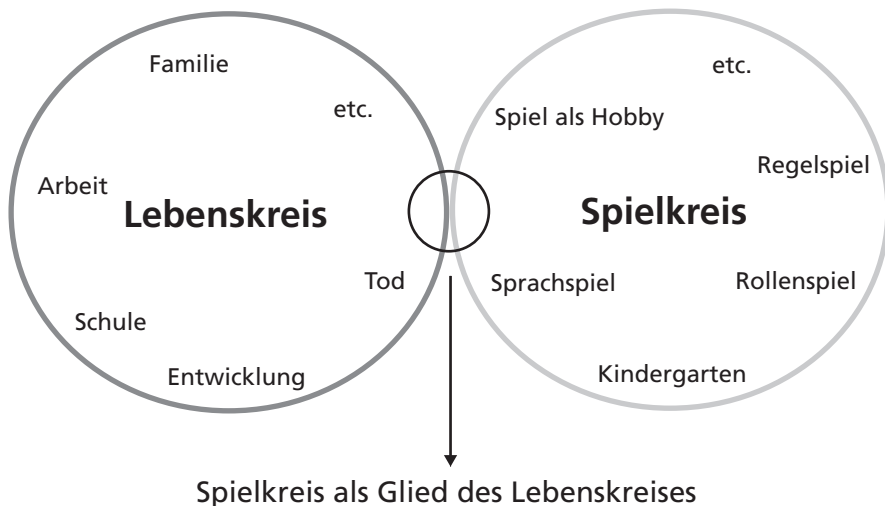 Familie
etc.
Arbeit
Lebenskreis
Tod
Schule
Entwicklung
etc.
Spiel als Hobby
Regelspiel
Spielkreis
Sprachspiel
Rollenspiel
Kindergarten
Spielkreis als Glied des Lebenskreises